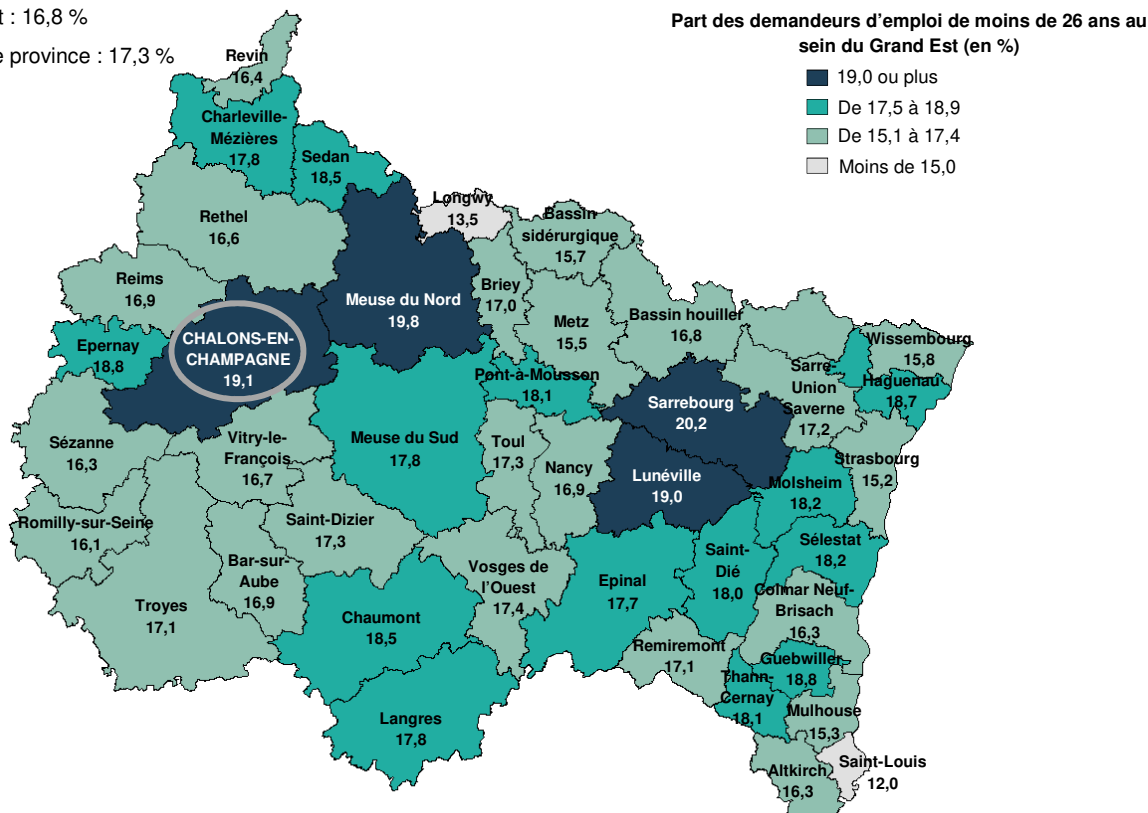 t : 16,8 %
e province : 17,3 %
Part des demandeurs d'emploi de moins de 26 ans au
sein du Grand Est (en %)
19,0 ou plus
De 17,5 à 18,9
De 15,1 à 17,4
Moins de 15,0
Revin
16,4
Charleville-
Mézières
17,8
Sedan
18,5
Rethel
16,6
Longwy
13,5
Bassin
sidérurgique
15,7
Reims
16,9
Meuse du Nord
19,8
Briey
17,0
Metz
15,5
Bassin houiller
16,8
Wissembourg
15,8
Epernay
18,8
CHALONS-EN-
CHAMPAGNE
19,1
Pont-à-Mousson
18,1
Sarre-
Union
Saverne
17,2
Haguenau
18,7
Sarrebourg
20,2
Sézanne
16,3
Vitry-le-
François
16,7
Meuse du Sud
17,8
Toul
17,3
Nancy
16,9
Lunéville
19,0
Strasbourg
15,2
Molsheim
18,2
Romilly-sur-Seine
16,1
Saint-Dizier
17,3
Bar-sur-
Aube
16,9
Vosges de
l'Ouest
17,4
Epinal
17,7
Saint-
Dié
18,0
Sélestat
18,2
Troyes
17,1
Chaumont
18,5
Colmar Neuf-
Brisach
16,3
Remiremont
17,1
Guebwiller
18,8
Thann-
Cernay
18,1
Langres
17,8
Mulhouse
15,3
Altkirch
16,3
Saint-Louis
12,0